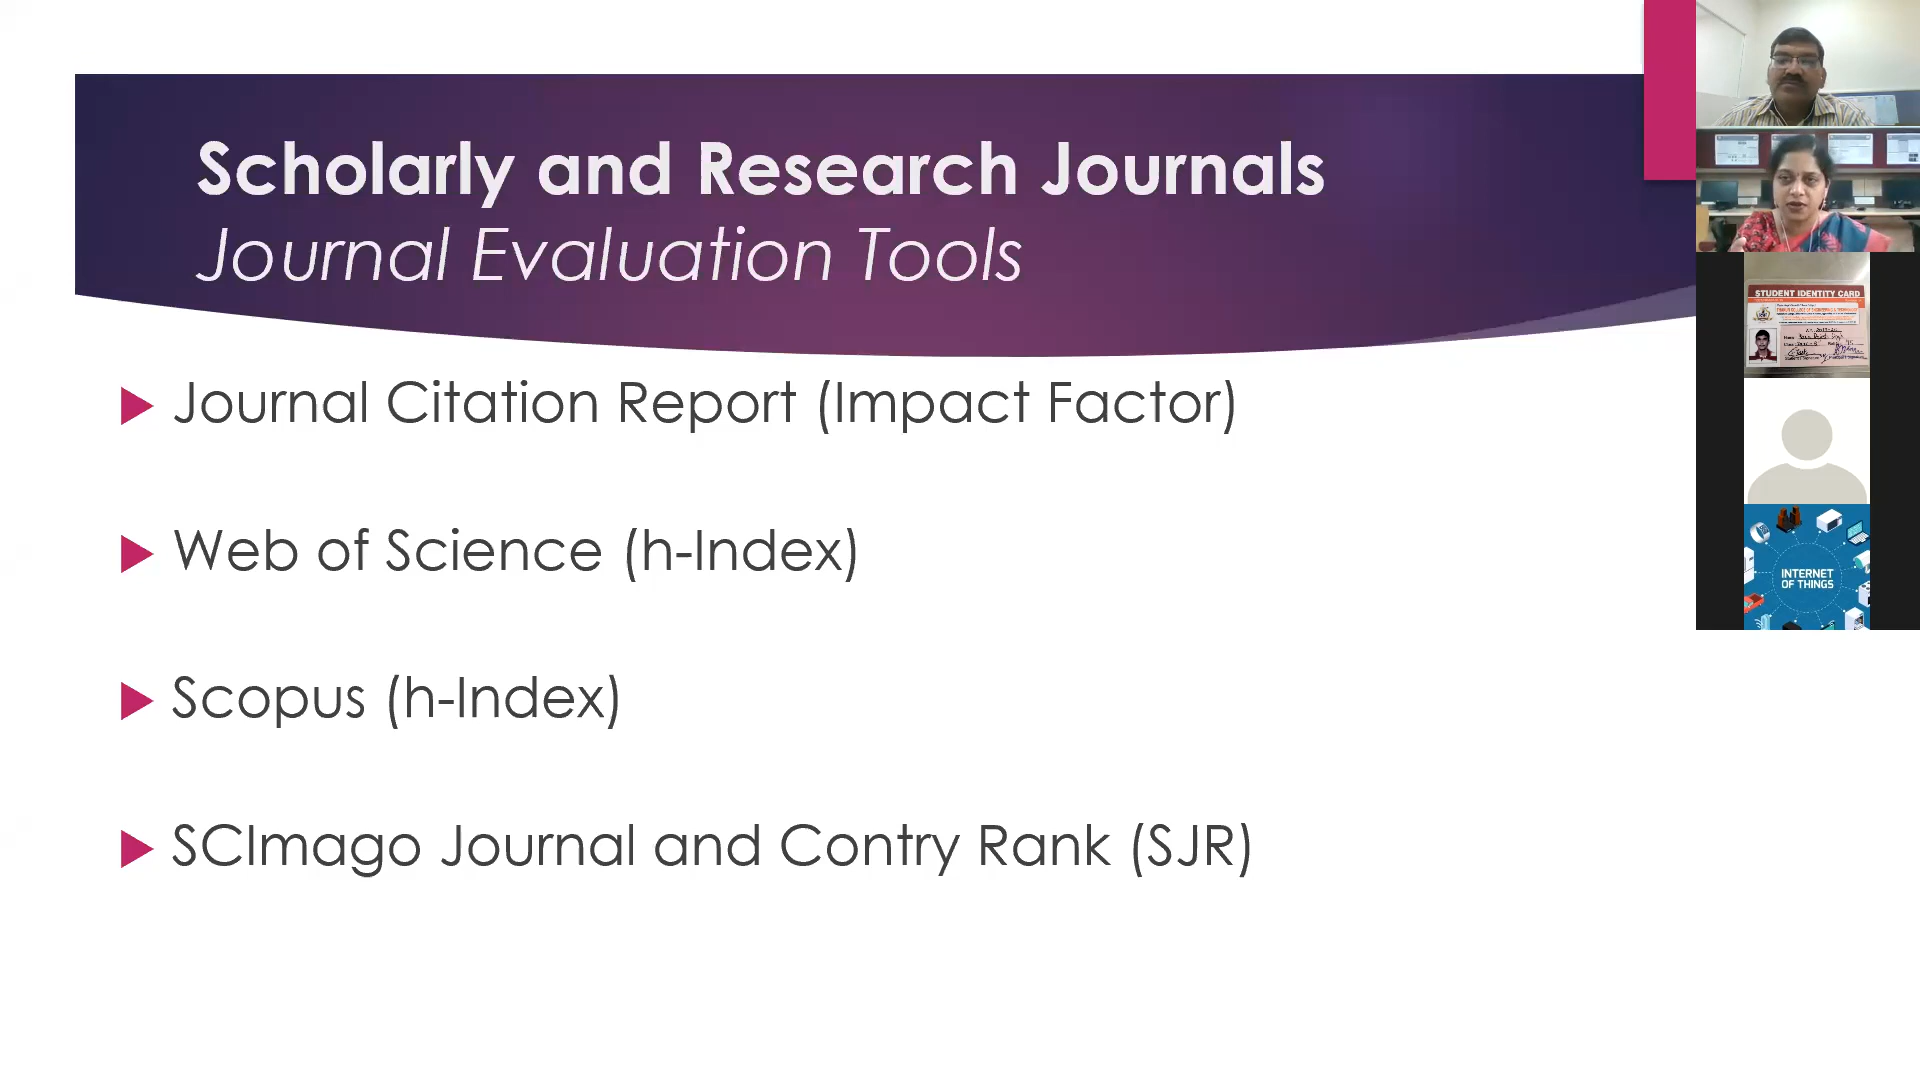 Scholarly and Research Journals
Journal Evaluation Tools
Journal Citation Report (Impact Factor)
Web of Science (h-Index)
Scopus (h-Index)
SCImago Journal and Contry Rank (SJR)
STUDENT IDENTITY CARD
INTERNET
OF THINGS